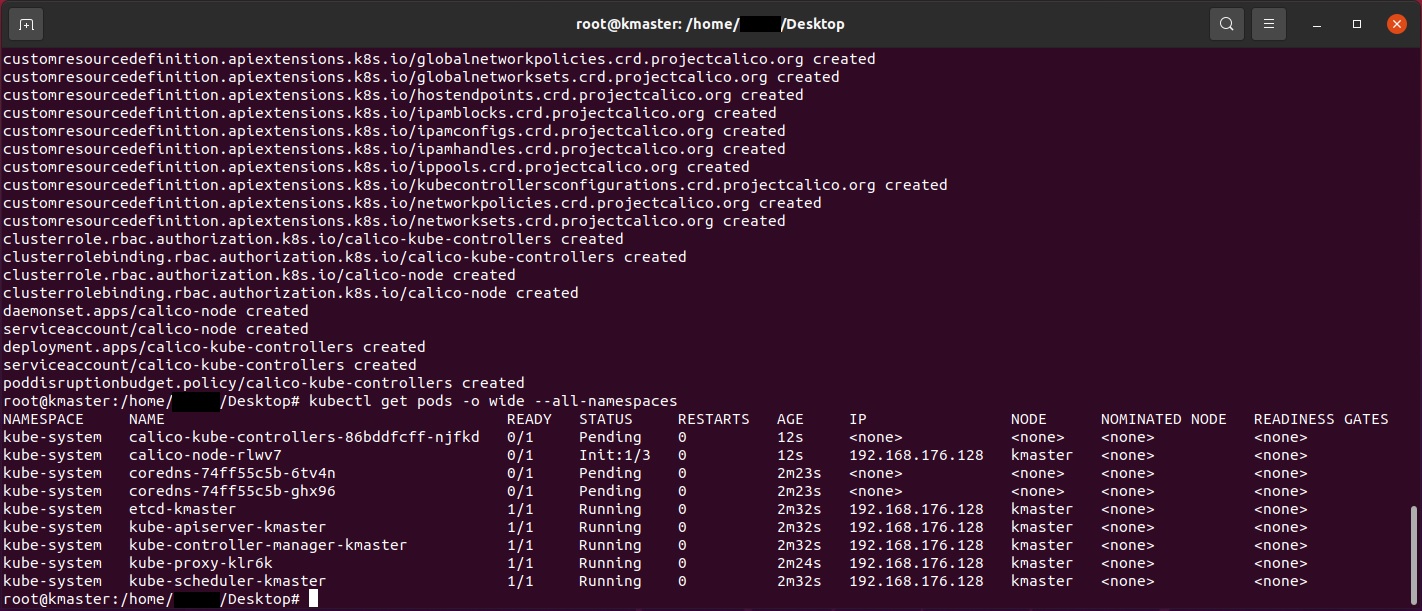 root@kmaster: /home/ /Desktop
customresourcedefinition.apiextensions.k8s.io/globalnetworkpolicies.crd.projectcalico.org created
customresourcedefinition.apiextensions.k8s.io/globalnetworksets.crd.projectcalico.org created
customresourcedefinition.apiextensions.k8s.io/hostendpoints.crd.projectcalico.org created
customresourcedefinition.apiextensions.k8s.io/ipamblocks.crd.projectcalico.org created
customresourcedefinition.apiextensions.k8s.io/ipamconfigs.crd.projectcalico.org created
customresourcedefinition.apiextensions.k8s.io/ipamhandles.crd.projectcalico.org created
customresourcedefinition.apiextensions.k8s.io/ippools.crd.projectcalico.org created
customresourcedefinition.apiextensions.k8s.io/kubecontrollersconfigurations.crd.projectcalico.org created
customresourcedefinition.apiextensions.k8s.io/networkpolicies.crd.projectcalico.org created
customresourcedefinition.apiextensions.k8s.io/networksets.crd.projectcalico.org created
clusterrole.rbac.authorization.k8s.io/calico-kube-controllers created
clusterrolebinding.rbac.authorization.k8s.io/calico-kube-controllers created
clusterrole.rbac.authorization.k8s.io/calico-node created
clusterrolebinding.rbac.authorization.k8s.io/calico-node created
daemonset.apps/calico-node created
serviceaccount/calico-node created
deployment.apps/calico-kube-controllers created
serviceaccount/calico-kube-controllers created
poddisruptionbudget.policy/calico-kube-controllers created
root@kmaster:/home/ /Desktop# kubectl get pods -o wide --all-namespaces
NAMESPACE     NAME                                      READY   STATUS     RESTARTS   AGE     IP                NODE      NOMINATED NODE   READINESS GATES
kube-system   calico-kube-controllers-86bddfcff-njfkd   0/1     Pending    0          12s     <none>            <none>    <none>           <none>
kube-system   calico-node-rlwv7                         0/1     Init:1/3   0          12s     192.168.176.128   kmaster   <none>           <none>
kube-system   coredns-74ff55c5b-6tv4n                   0/1     Pending    0          2m23s   <none>            <none>    <none>           <none>
kube-system   coredns-74ff55c5b-ghx96                   0/1     Pending    0          2m23s   <none>            <none>    <none>           <none>
kube-system   etcd-kmaster                              1/1     Running    0          2m32s   192.168.176.128   kmaster   <none>           <none>
kube-system   kube-apiserver-kmaster                    1/1     Running    0          2m32s   192.168.176.128   kmaster   <none>           <none>
kube-system   kube-controller-manager-kmaster           1/1     Running    0          2m32s   192.168.176.128   kmaster   <none>           <none>
kube-system   kube-proxy-klr6k                          1/1     Running    0          2m24s   192.168.176.128   kmaster   <none>           <none>
kube-system   kube-scheduler-kmaster                    1/1     Running    0          2m32s   192.168.176.128   kmaster   <none>           <none>
root@kmaster:/home/ /Desktop#